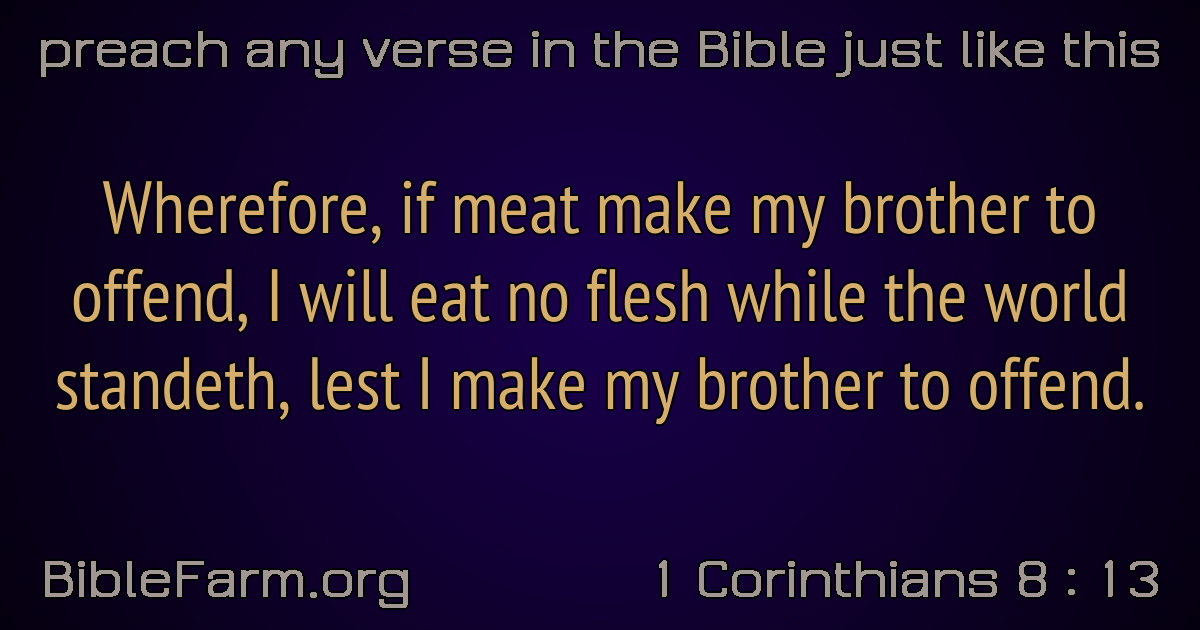 preach any verse in the Bible just like this
Wherefore, if meat make my brother to
offend, I will eat no flesh while the world
standeth, lest I make my brother to offend.
BibleFarm.org
1 Corinthians 8 : 13